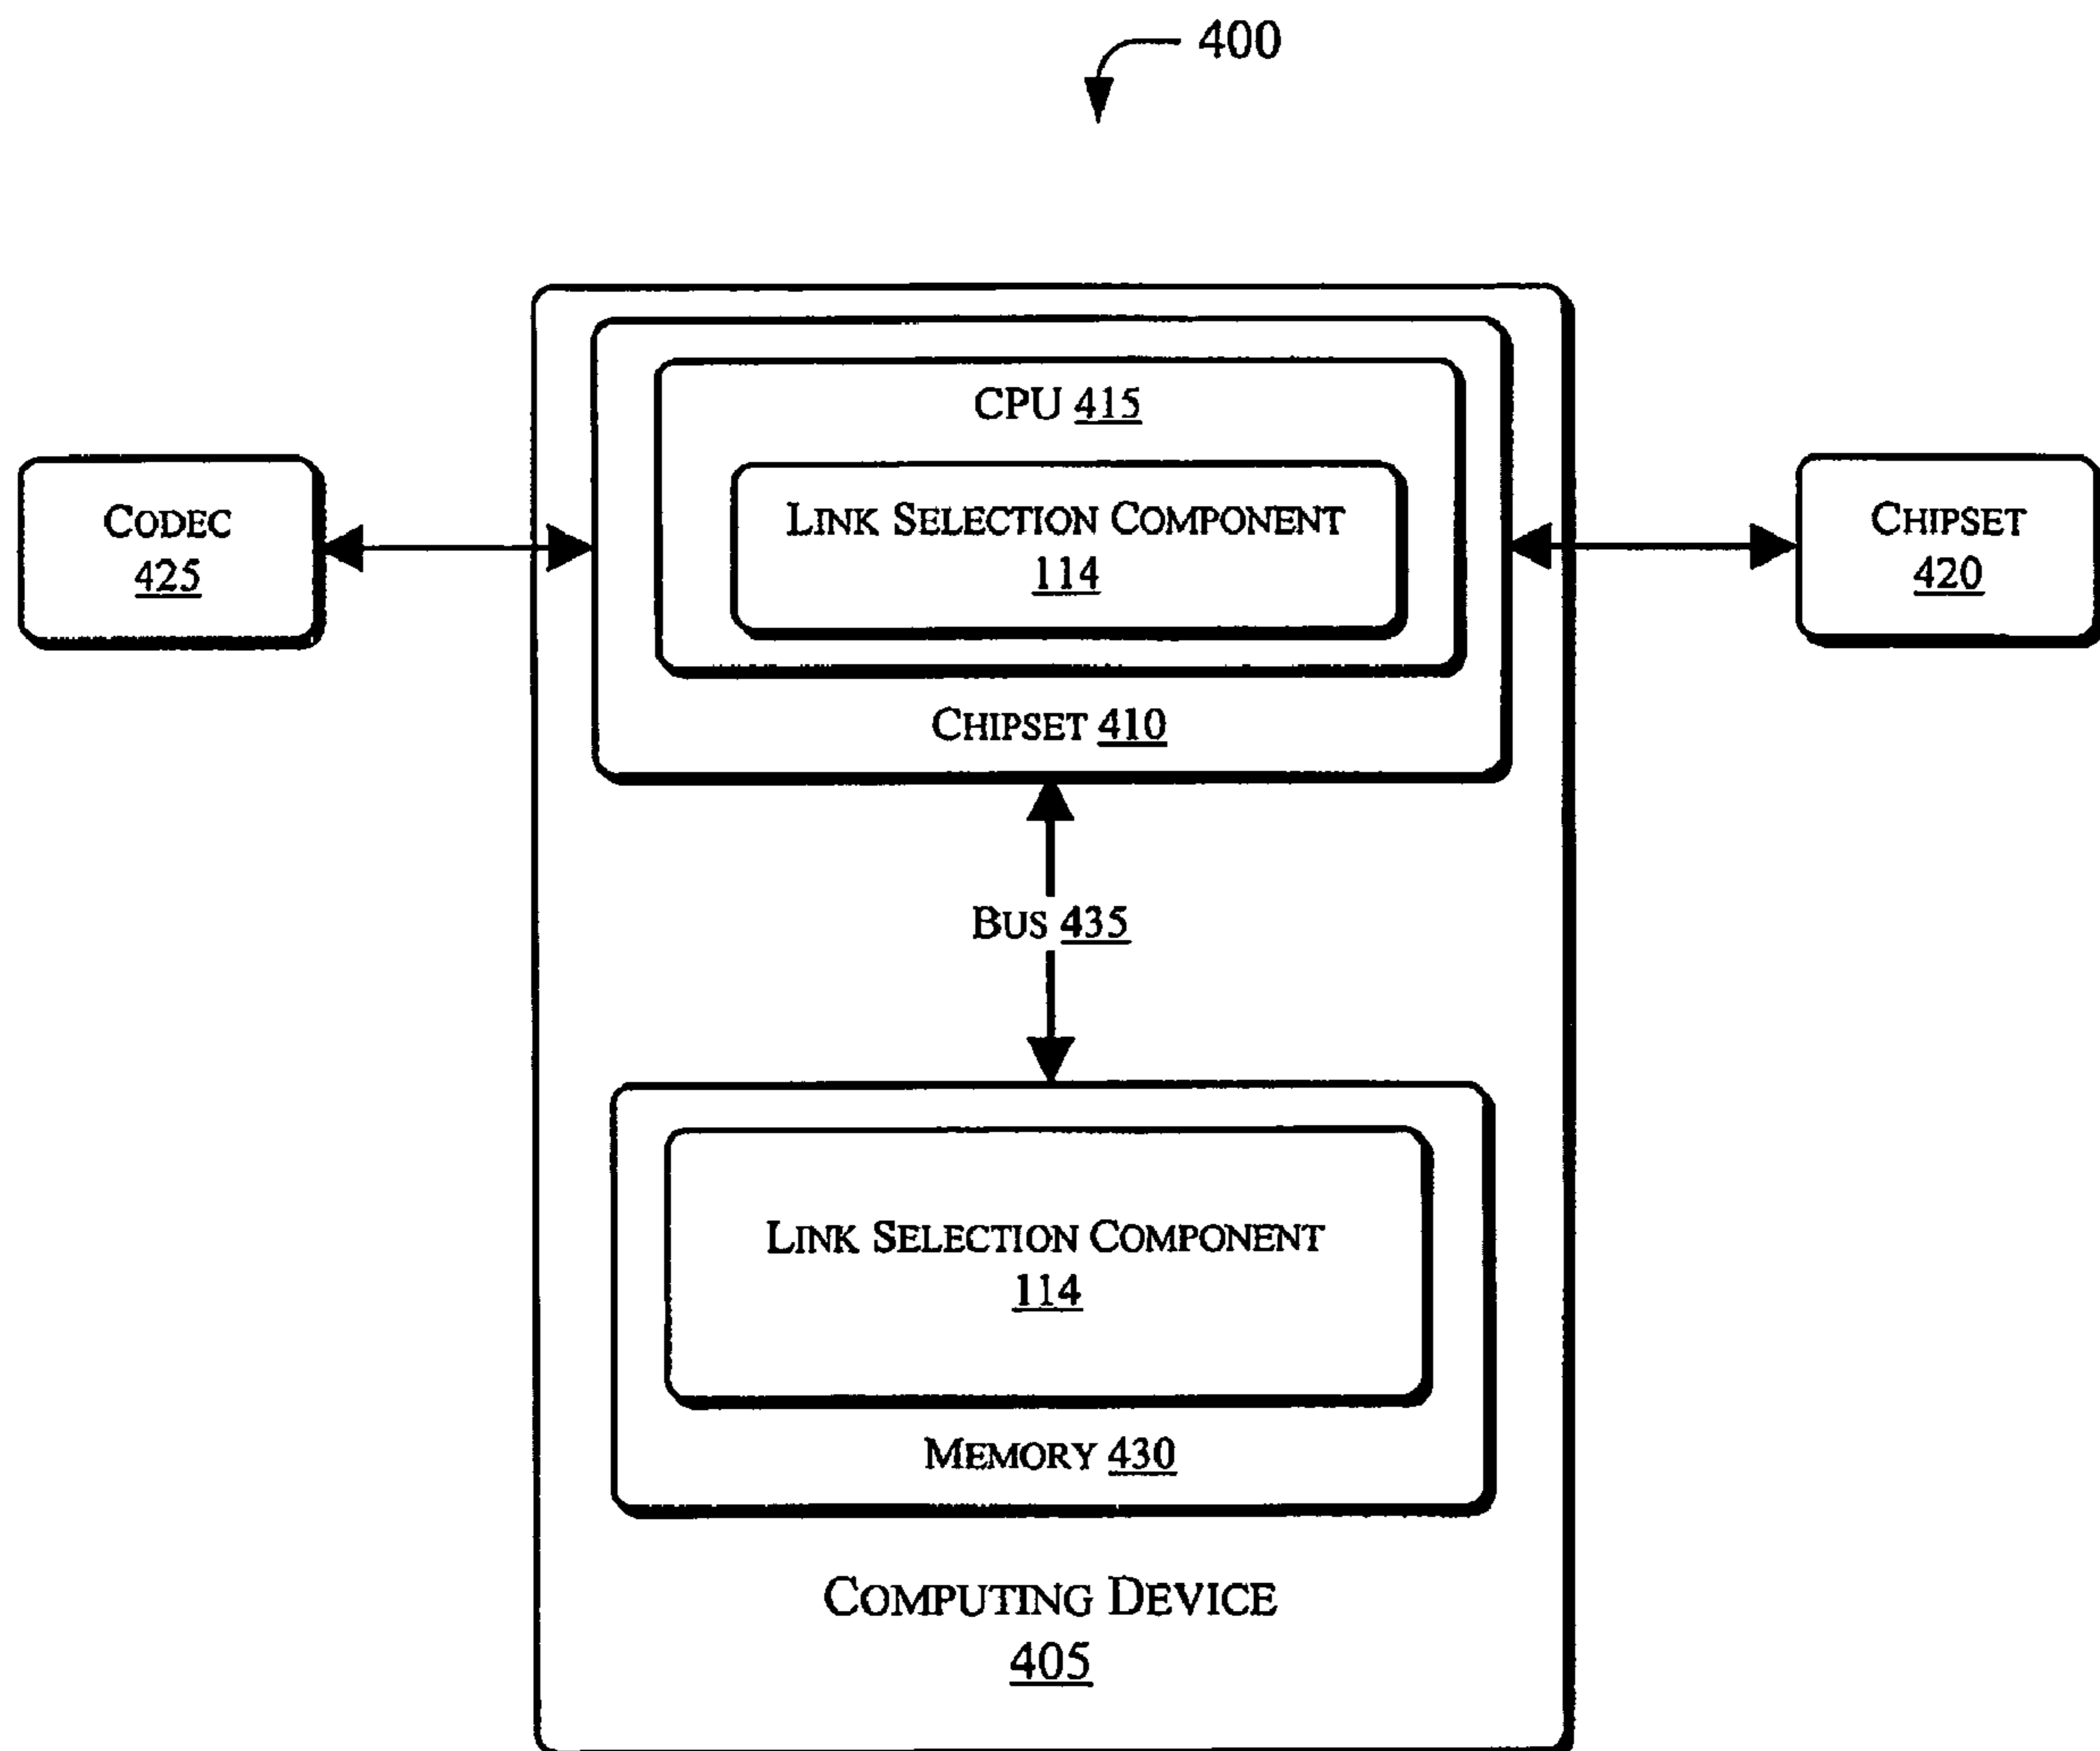 400
CPU 415
LINK SELECTION COMPONENT
114
CHIPSET 410
CODEC
425
CHIPSET
420
BUS 435
LINK SELECTION COMPONENT
114
MEMORY 430
COMPUTING DEVICE
405